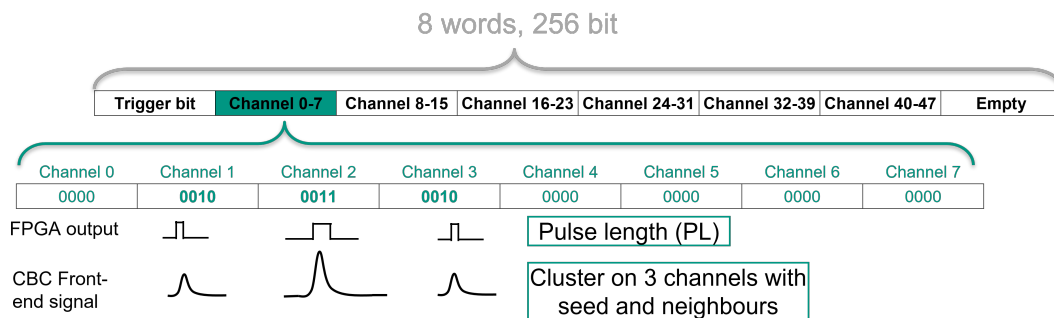 8 words, 256 bit
Trigger bit Channel 0-7 Channel 8-15 Channel 16-23 Channel 24-31 Channel 32-39 Channel 40-47 Empty
Channel 0 Channel 1 Channel 2 Channel 3 Channel 4 Channel 5 Channel 6 Channel 7
0000 0010 0011 0010 0000 0000 0000 0000
FPGA output
Pulse length (PL)
CBC Front-
end signal
Cluster on 3 channels with
seed and neighbours